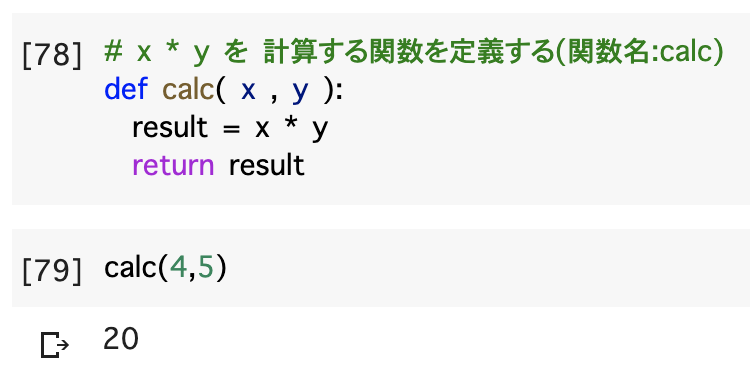 [78] # x * y を 計算する関数を定義する(関数名:calc)
def calc( x , y ):
  result = x * y
  return result
[79] calc(4,5)
20